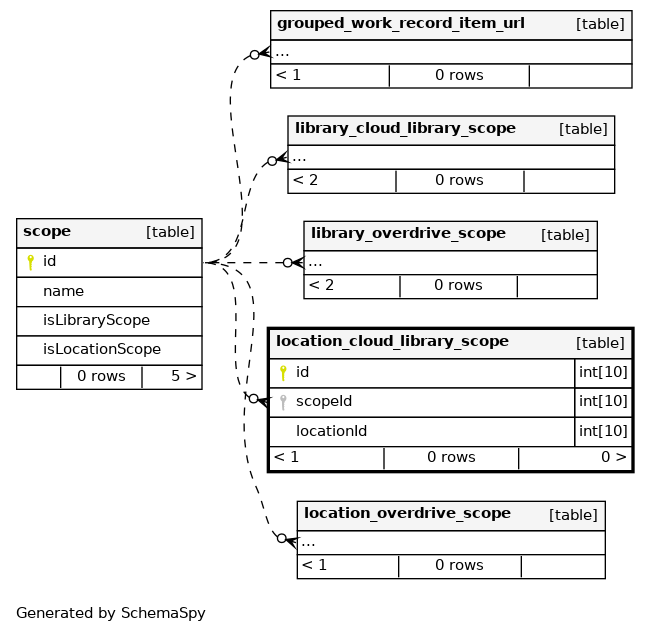 grouped_work_record_item_url [table]
...
< 1 0 rows
library_cloud_library_scope [table]
...
< 2 0 rows
scope [table]
id
name
isLibraryScope
isLocationScope
0 rows 5 >
library_overdrive_scope [table]
...
< 2 0 rows
location_cloud_library_scope [table]
id int[10]
scopeId int[10]
locationId int[10]
< 1 0 rows 0 >
location_overdrive_scope [table]
...
< 1 0 rows
Generated by SchemaSpy